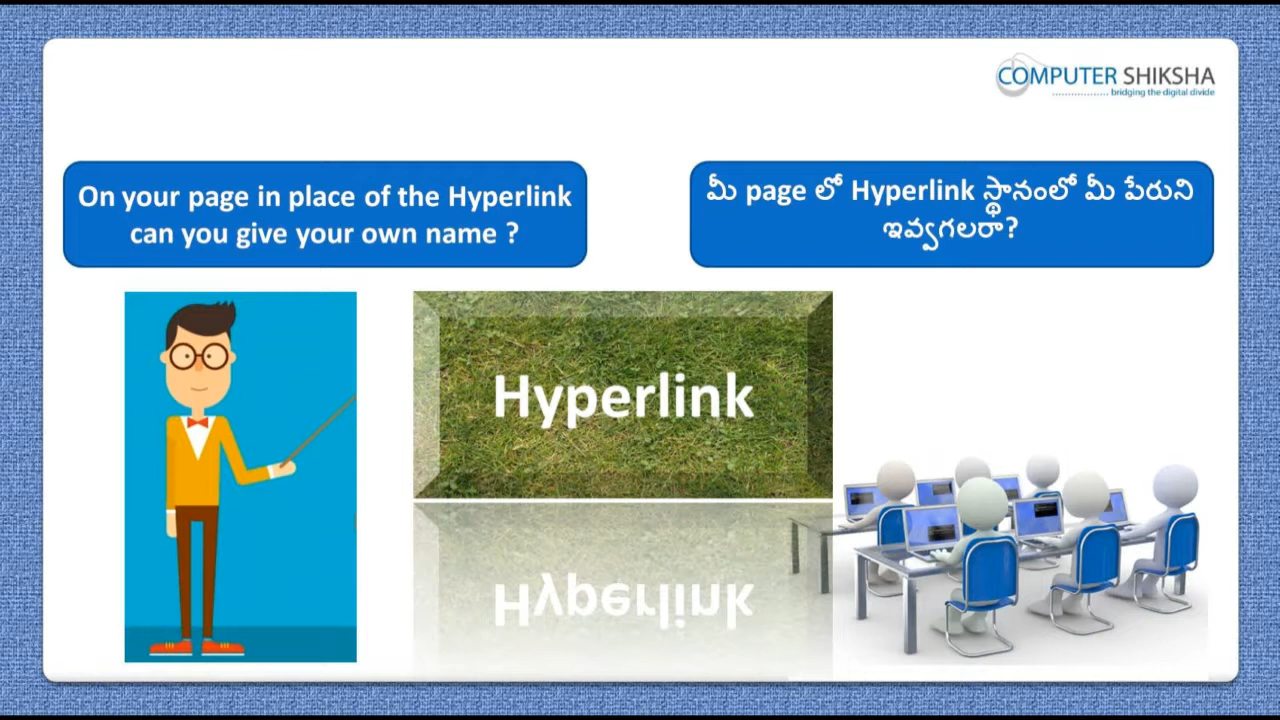 COMPUTER SHIKSHA
.................. bridging the digital divide
On your page in place of the Hyperlink
can you give your own name ?
మీ page లో Hyperlink స్థానంలో మీ పేరుని
ఇవ్వగలరా?
Hyperlink
Hyperlink